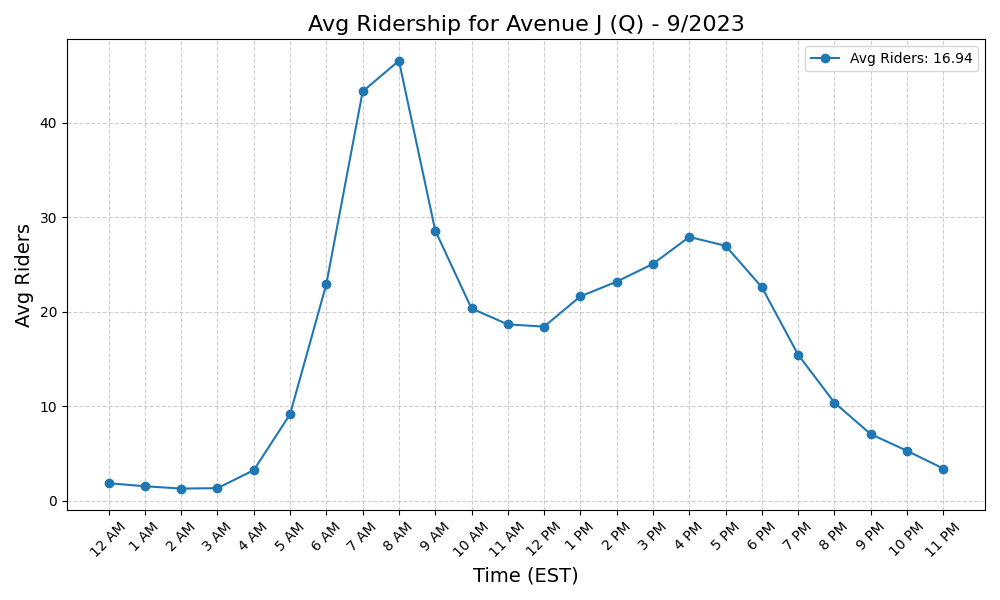 Avg Ridership for Avenue J (Q) - 9/2023
Avg Riders: 16.94
Avg Riders
40
30
20
10
0
12 AM
1 AM
2 AM
3 AM
4 AM
5 AM
6 AM
7 AM
8 AM
9 AM
10 AM
11 AM
12 PM
1 PM
2 PM
3 PM
4 PM
5 PM
6 PM
7 PM
8 PM
9 PM
10 PM
11 PM
Time (EST)